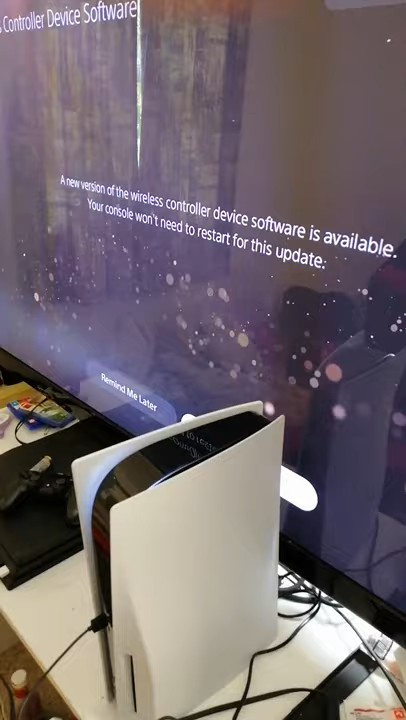 s Controller Device Software
A new version of the wireless controller device software is available.
Your console won't need to restart for this update.
Remind Me Later